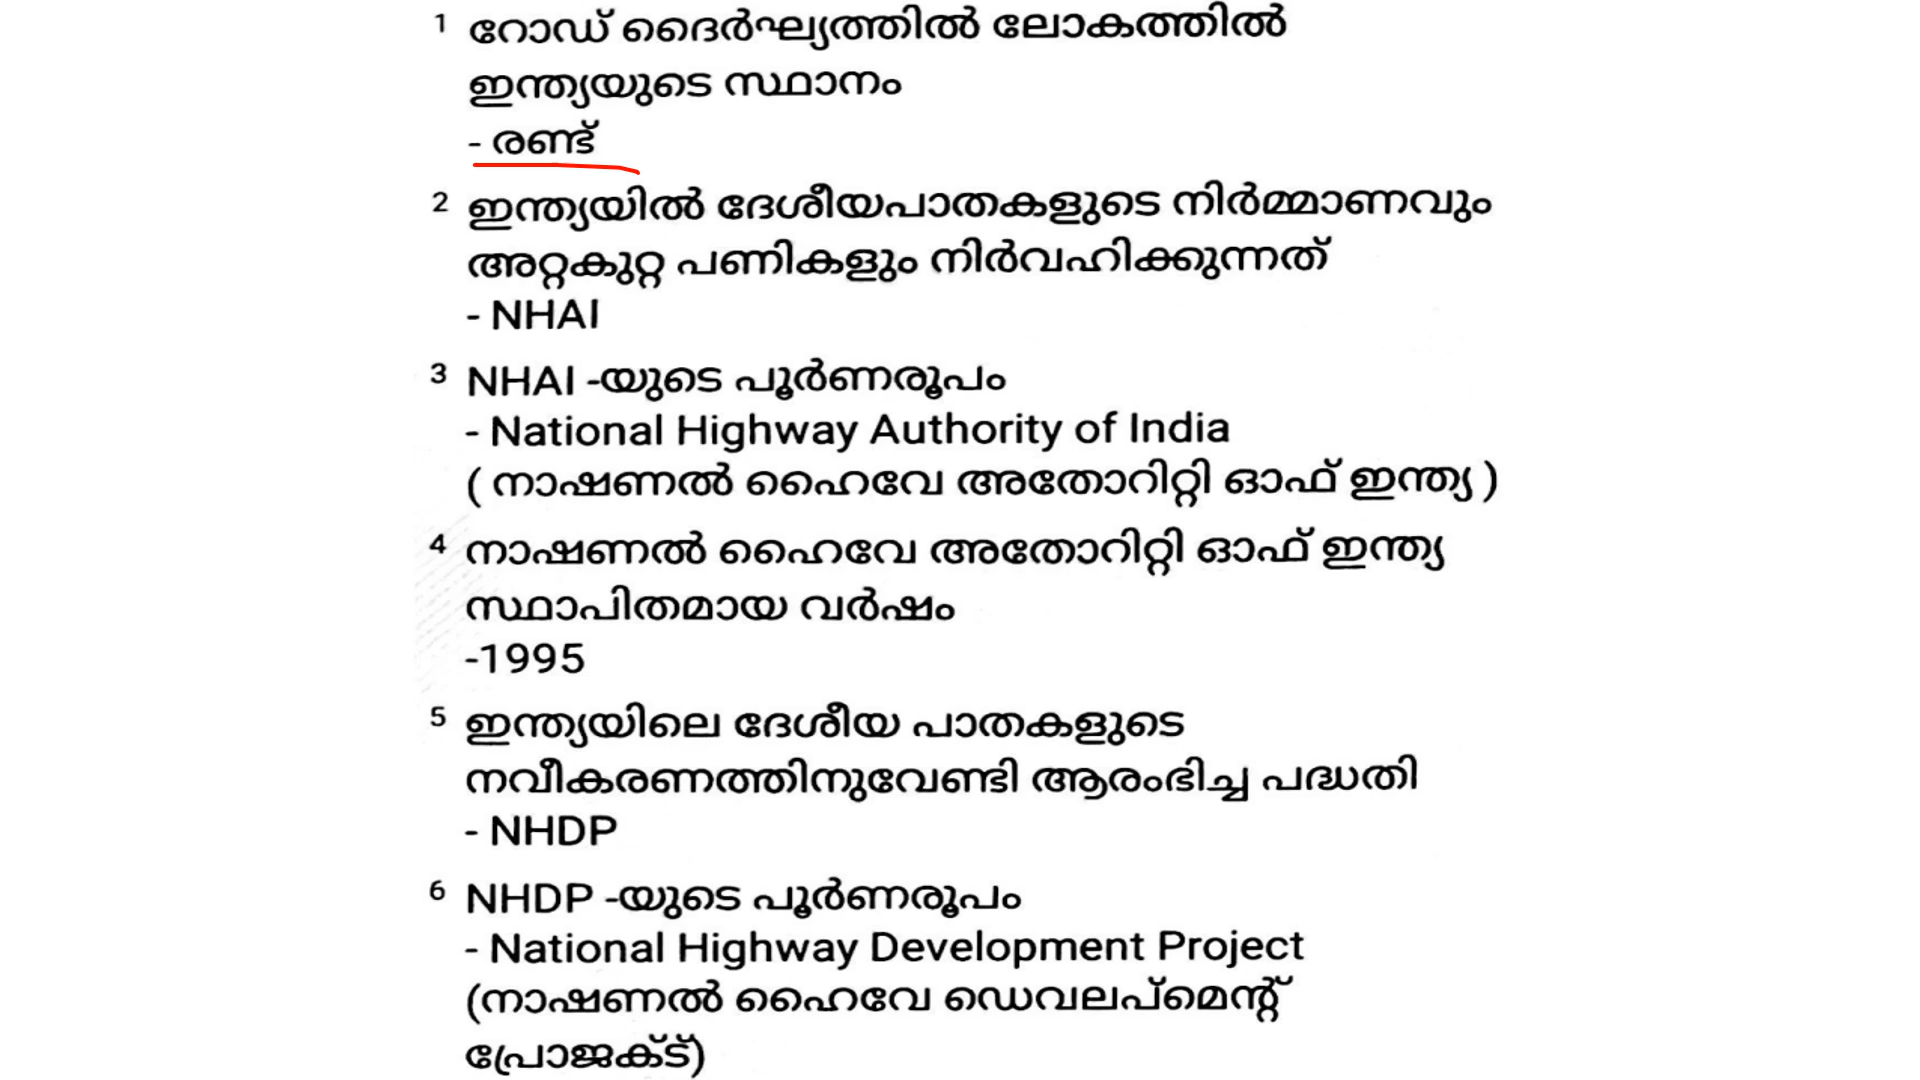 1 റോഡ് ദൈർഘ്യത്തിൽ ലോകത്തിൽ
ഇന്ത്യയുടെ സ്ഥാനം
- രണ്ട്
2 ഇന്ത്യയിൽ ദേശീയപാതകളുടെ നിർമ്മാണവും
അറ്റകുറ്റ പണികളും നിർവഹിക്കുന്നത്
- NHAI
3 NHAI -യുടെ പൂർണരൂപം
- National Highway Authority of India
( നാഷണൽ ഹൈവേ അതോറിറ്റി ഓഫ് ഇന്ത്യ )
4 നാഷണൽ ഹൈവേ അതോറിറ്റി ഓഫ് ഇന്ത്യ
സ്ഥാപിതമായ വർഷം
-1995
5 ഇന്ത്യയിലെ ദേശീയ പാതകളുടെ
നവീകരണത്തിനുവേണ്ടി ആരംഭിച്ച പദ്ധതി
- NHDP
6 NHDP -യുടെ പൂർണരൂപം
- National Highway Development Project
(നാഷണൽ ഹൈവേ ഡെവലപ്മെന്റ്
പ്രോജക്ട്)